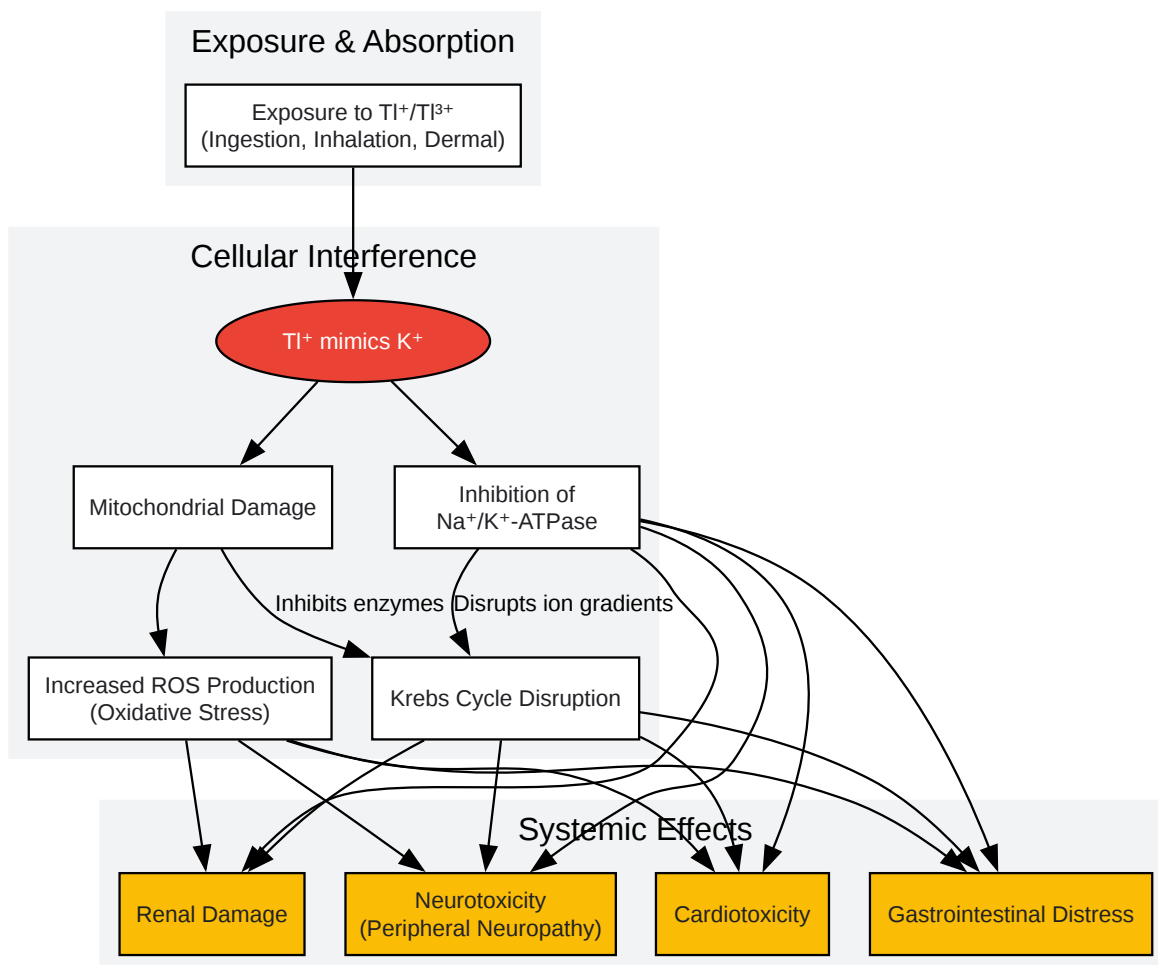 Exposure & Absorption
Exposure to Tl⁺/Tl³⁺
(Ingestion, Inhalation, Dermal)
Cellular Interference
Tl⁺ mimics K⁺
Mitochondrial Damage
Inhibition of
Na⁺/K⁺-ATPase
Inhibits enzymes
Disrupts ion gradients
Increased ROS Production
(Oxidative Stress)
Krebs Cycle Disruption
Systemic Effects
Renal Damage
Neurotoxicity
(Peripheral Neuropathy)
Cardiotoxicity
Gastrointestinal Distress